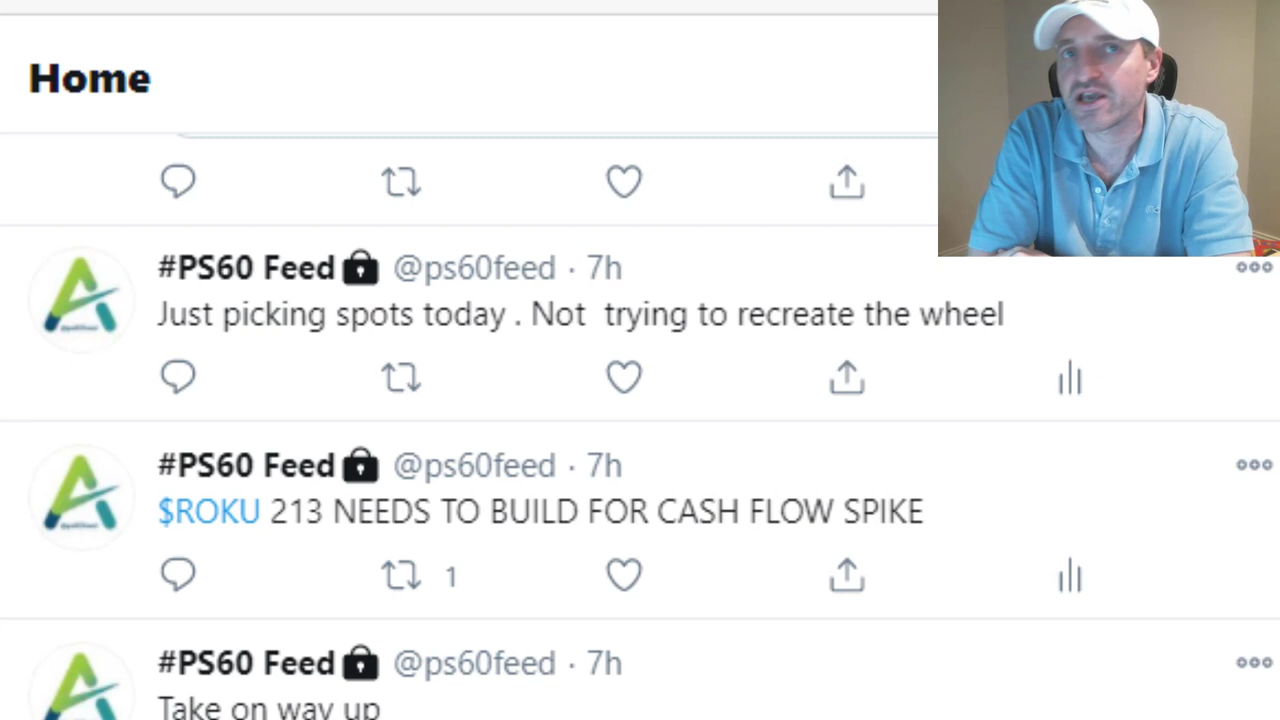 Home
#PS60 Feed @ps60feed · 7h
Just picking spots today . Not trying to recreate the wheel
#PS60 Feed @ps60feed · 7h
$ROKU 213 NEEDS TO BUILD FOR CASH FLOW SPIKE
1
#PS60 Feed @ps60feed · 7h
Take on way up